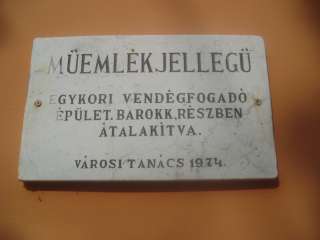 MŰEMLÉKJELLEGŰ
EGYKORI VENDÉGFOGADÓ
ÉPÜLET. BAROKK, RÉSZBEN
ÁTALAKÍTVA.
VÁROSI TANÁCS 1974.